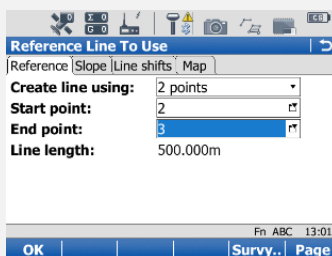 Reference Line To Use
Reference Slope Line shifts Map
Create line using: 2 points
Start point: 2
End point: 3
Line length: 500.000m
Fn ABC 13:01
OK Survy.. Page